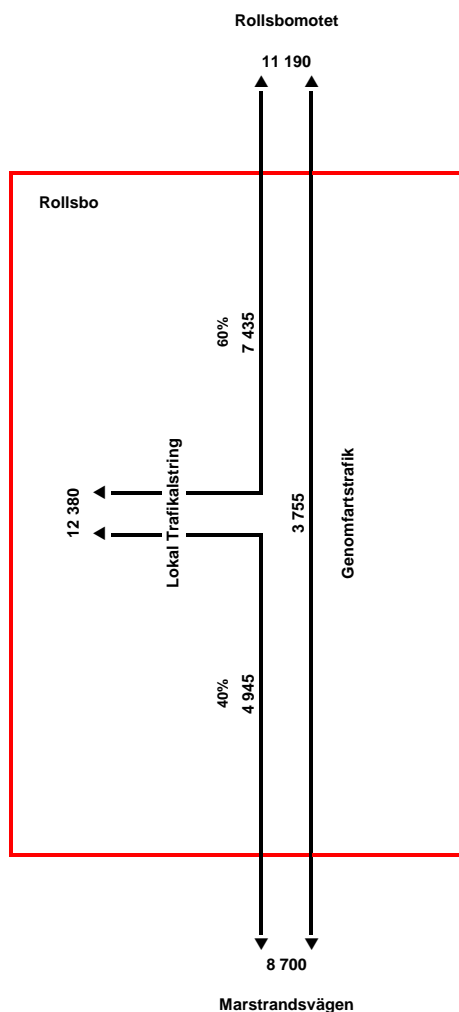 Rollsbomotet
11 190
Rollsbo
60%
7 435
12 380
Lokal Trafikalstring
3 755
Genomfartstrafik
40%
4 945
8 700
Marstrandsvägen